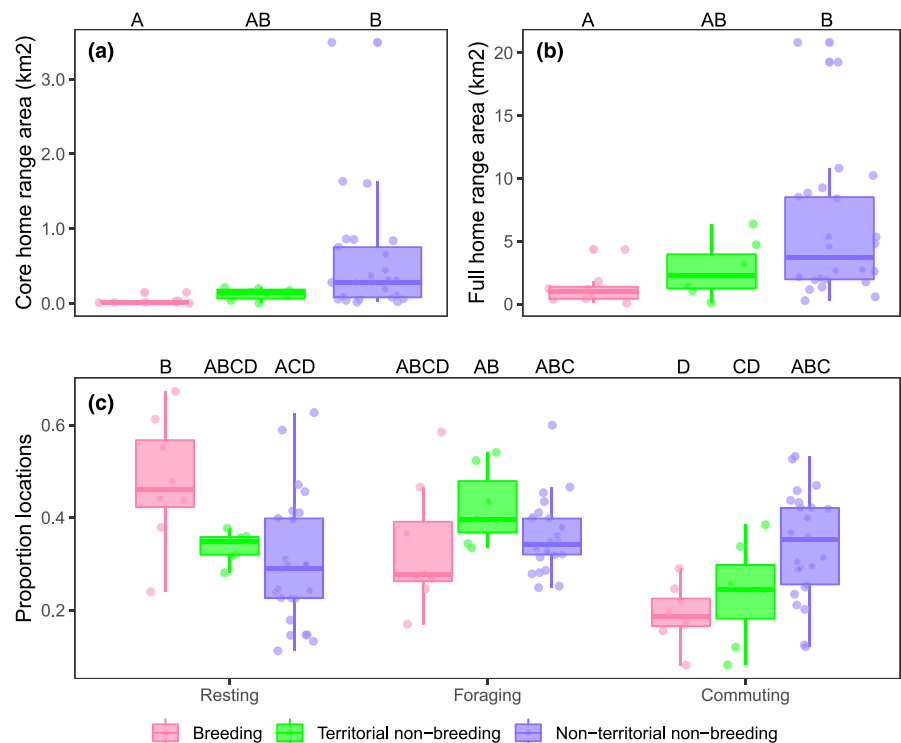 A AB B
(a)
Core home range area (km2)
3.0
2.0
1.0
0.0
A AB B
(b)
Full home range area (km2)
20
15
10
5
0
B ABCD ACD ABCD AB ABC D CD ABC
(c)
Proportion locations
0.6
0.4
0.2
Resting Foraging Commuting
Breeding Territorial non−breeding Non−territorial non−breeding